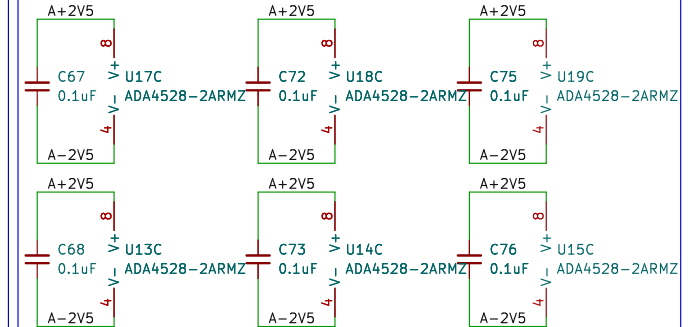 A+2V5 A+2V5 A+2V5
8 8 8
C67 V+ U17C C72 V+ U18C C75 V+ U19C
0.1uF V- ADA4528-2ARMZ 0.1uF V- ADA4528-2ARMZ 0.1uF V- ADA4528-2ARMZ
4 4 4
A-2V5 A-2V5 A-2V5
A+2V5 A+2V5 A+2V5
8 8 8
C68 V+ U13C C73 V+ U14C C76 V+ U15C
0.1uF V- ADA4528-2ARMZ 0.1uF V- ADA4528-2ARMZ 0.1uF V- ADA4528-2ARMZ
4 4 4
A-2V5 A-2V5 A-2V5